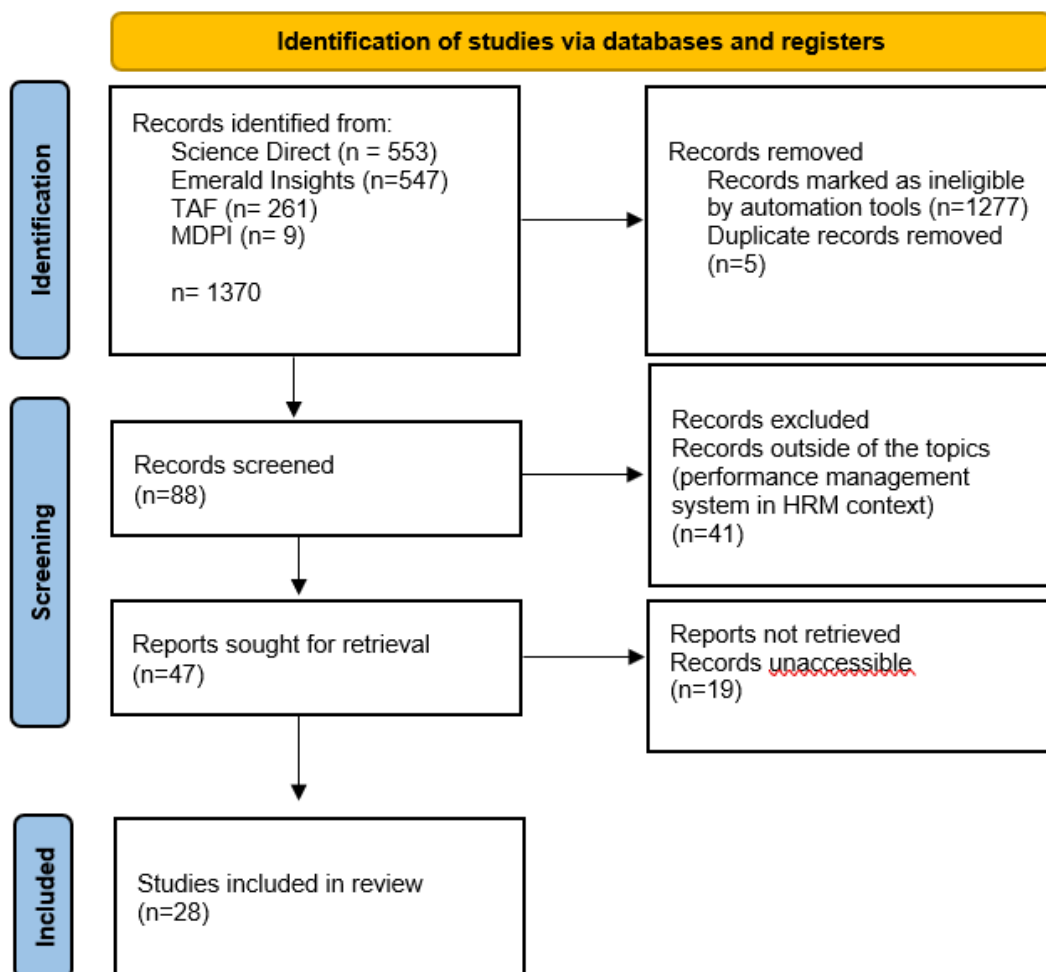 Identification of studies via databases and registers
Identification
Records identified from:
Science Direct (n = 553)
Emerald Insights (n=547)
TAF (n= 261)
MDPI (n= 9)
n= 1370
Records removed
Records marked as ineligible
by automation tools (n=1277)
Duplicate records removed
(n=5)
Screening
Records screened
(n=88)
Records excluded
Records outside of the topics
(performance management
system in HRM context)
(n=41)
Reports sought for retrieval
(n=47)
Reports not retrieved
Records unaccessible
(n=19)
Included
Studies included in review
(n=28)